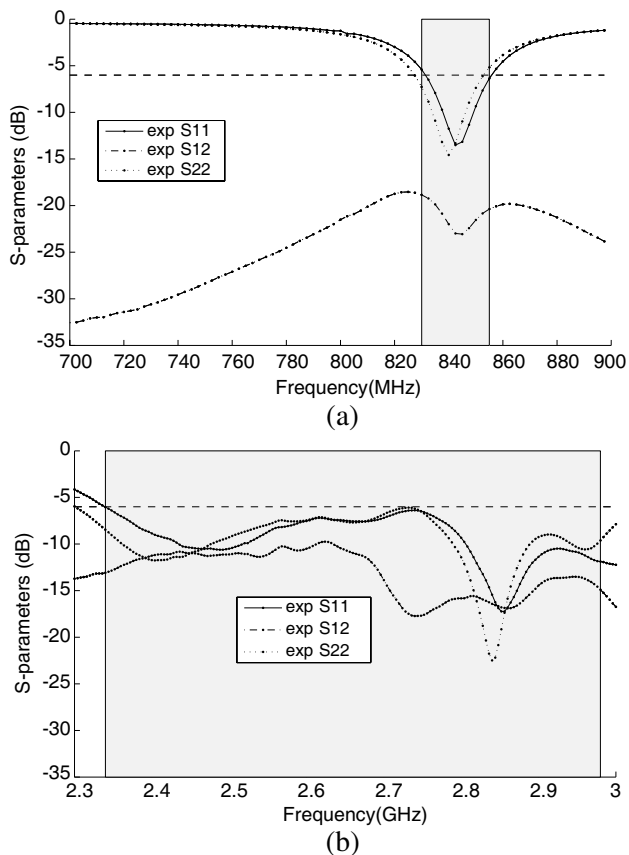 0
-5
-10
-15
-20
-25
-30
-35
S-parameters (dB)
exp S11
exp S12
exp S22
700 720 740 760 780 800 820 840 860 880 900
Frequency(MHz)
(a)
0
-5
-10
-15
-20
-25
-30
-35
S-parameters (dB)
exp S11
exp S12
exp S22
2.3 2.4 2.5 2.6 2.7 2.8 2.9 3
Frequency(GHz)
(b)